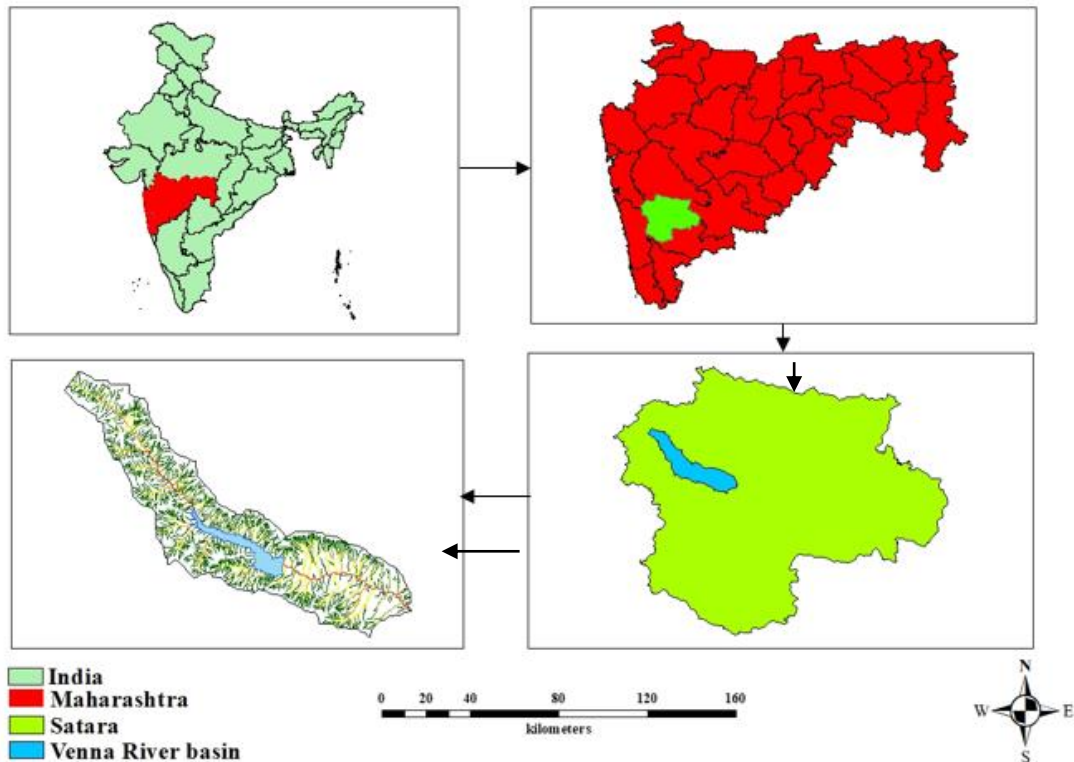 India
Maharashtra
Satara
Venna River basin
0 20 40 80 120 160
kilometers
N
W E
S